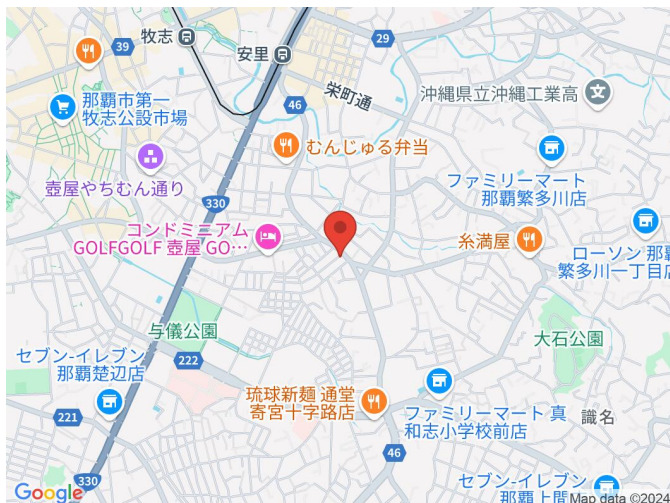 牧志
安里
29
39
46
栄町通
沖縄県立沖縄工業高
那覇市第一
牧志公設市場
むんじゅる弁当
壺屋やちむん通り
ファミリーマート
那覇繁多川店
330
コンドミニアム
GOLFGOLF 壺屋 GO…
糸満屋
ローソン 那覇
繁多川一丁目店
与儀公園
大石公園
セブン-イレブン
那覇楚辺店
222
琉球新麺 通堂
寄宮十字路店
ファミリーマート 真
和志小学校前店
221
識名
46
330
セブン-イレブン
那覇上間
Google
Map data ©2024